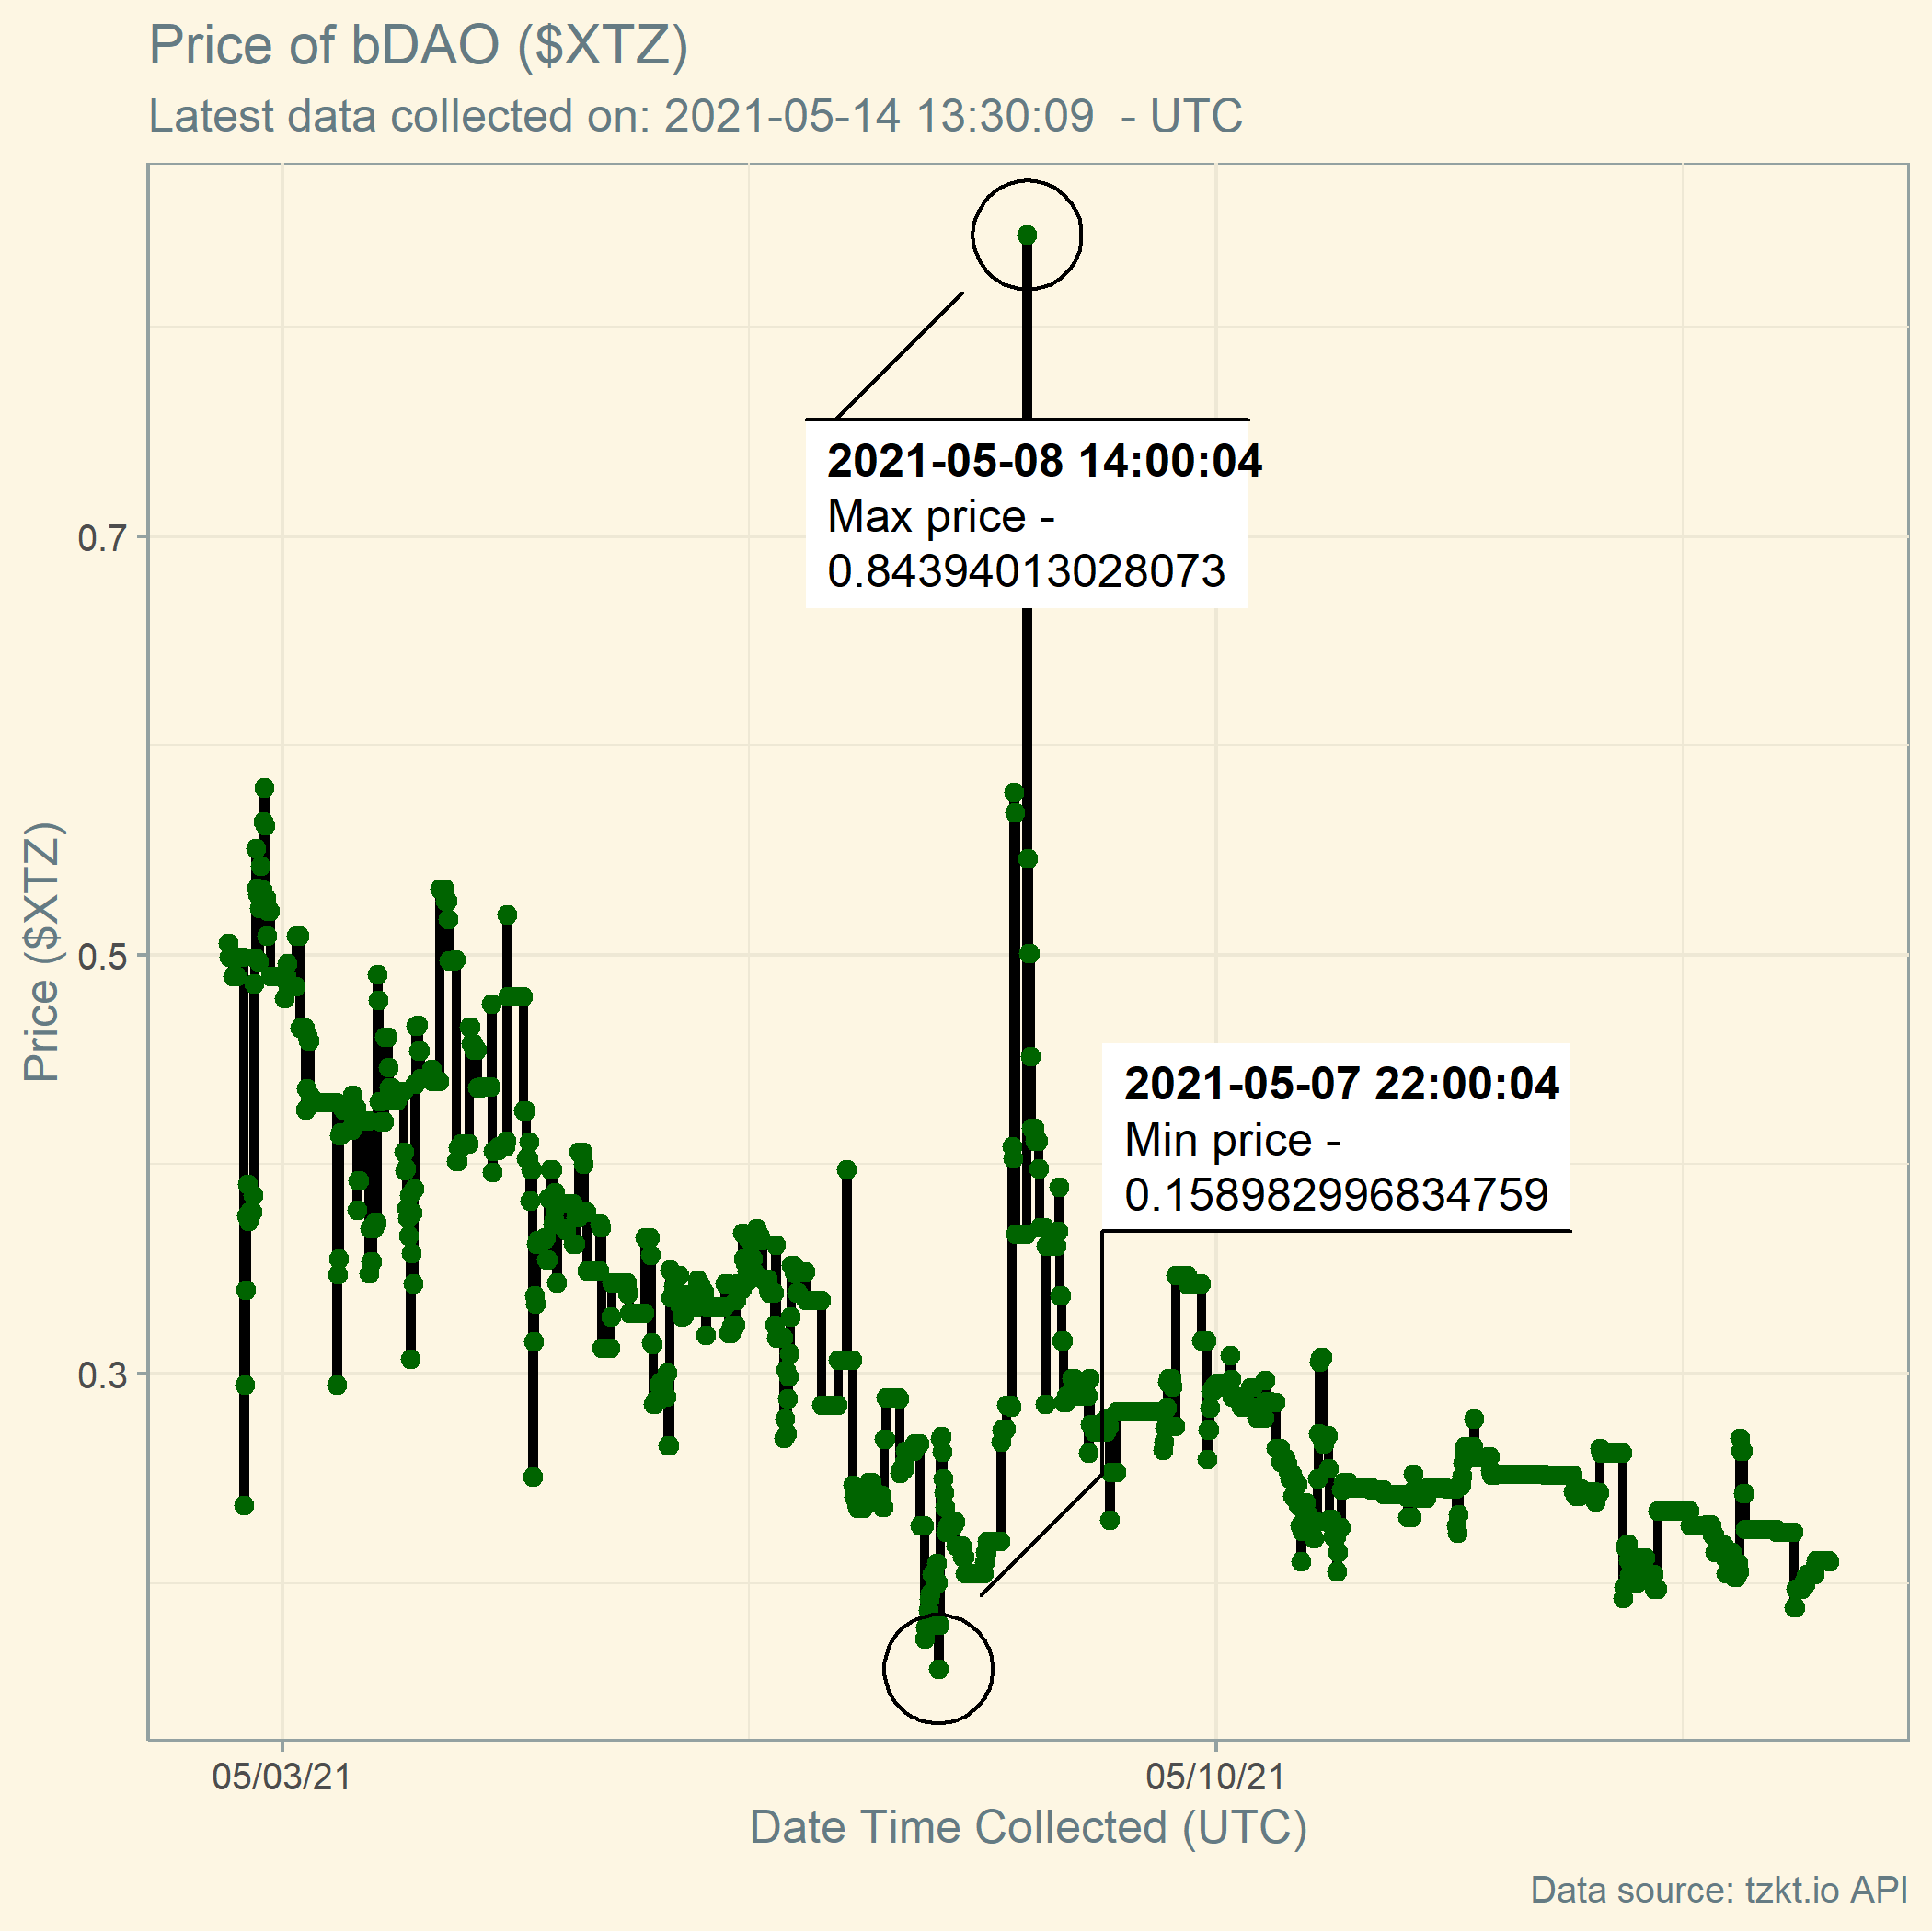 Price of bDAO ($XTZ)
Latest data collected on: 2021-05-14 13:30:09  - UTC
2021-05-08 14:00:04
Max price -
0.84394013028073
0.7
0.5
2021-05-07 22:00:04
Min price -
0.158982996834759
0.3
Price ($XTZ)
05/03/21
05/10/21
Date Time Collected (UTC)
Data source: tzkt.io API